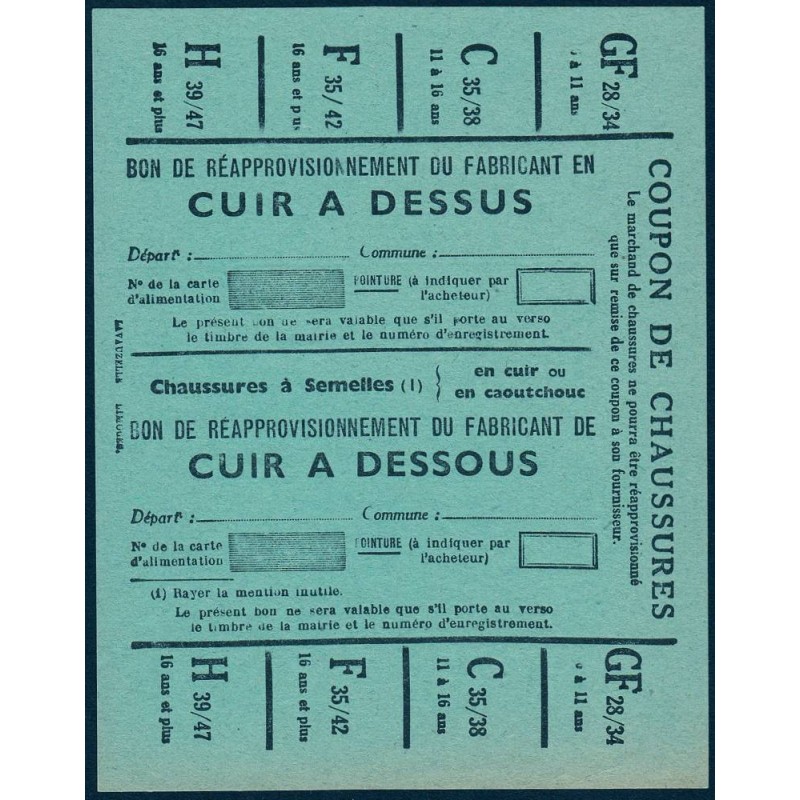 H 39/47
16 ans et plus
F 35/42
16 ans et plus
C 35/38
11 à 16 ans
GF 28/34
à 11 ans
BON DE RÉAPPROVISIONNEMENT DU FABRICANT EN
CUIR A DESSUS
Départt : Commune :
No de la carte d'alimentation
POINTURE (à indiquer par l'acheteur)
Le présent bon ne sera valable que s'il porte au verso
le timbre de la mairie et le numéro d'enregistrement.
Chaussures à Semelles (1) { en cuir ou
en caoutchouc
BON DE RÉAPPROVISIONNEMENT DU FABRICANT DE
CUIR A DESSOUS
Départt : Commune :
No de la carte d'alimentation
POINTURE (à indiquer par l'acheteur)
(1) Rayer la mention inutile.
Le présent bon ne sera valable que s'il porte au verso
le timbre de la mairie et le numéro d'enregistrement.
H 39/47
16 ans et plus
F 35/42
16 ans et plus
C 35/38
11 à 16 ans
GF 28/34
à 11 ans
COUPON DE CHAUSSURES
Le marchand de chaussures ne pourra être réapprovisionné
que sur remise de ce coupon à son fournisseur.
LAVAUZELLE LIMOGES.